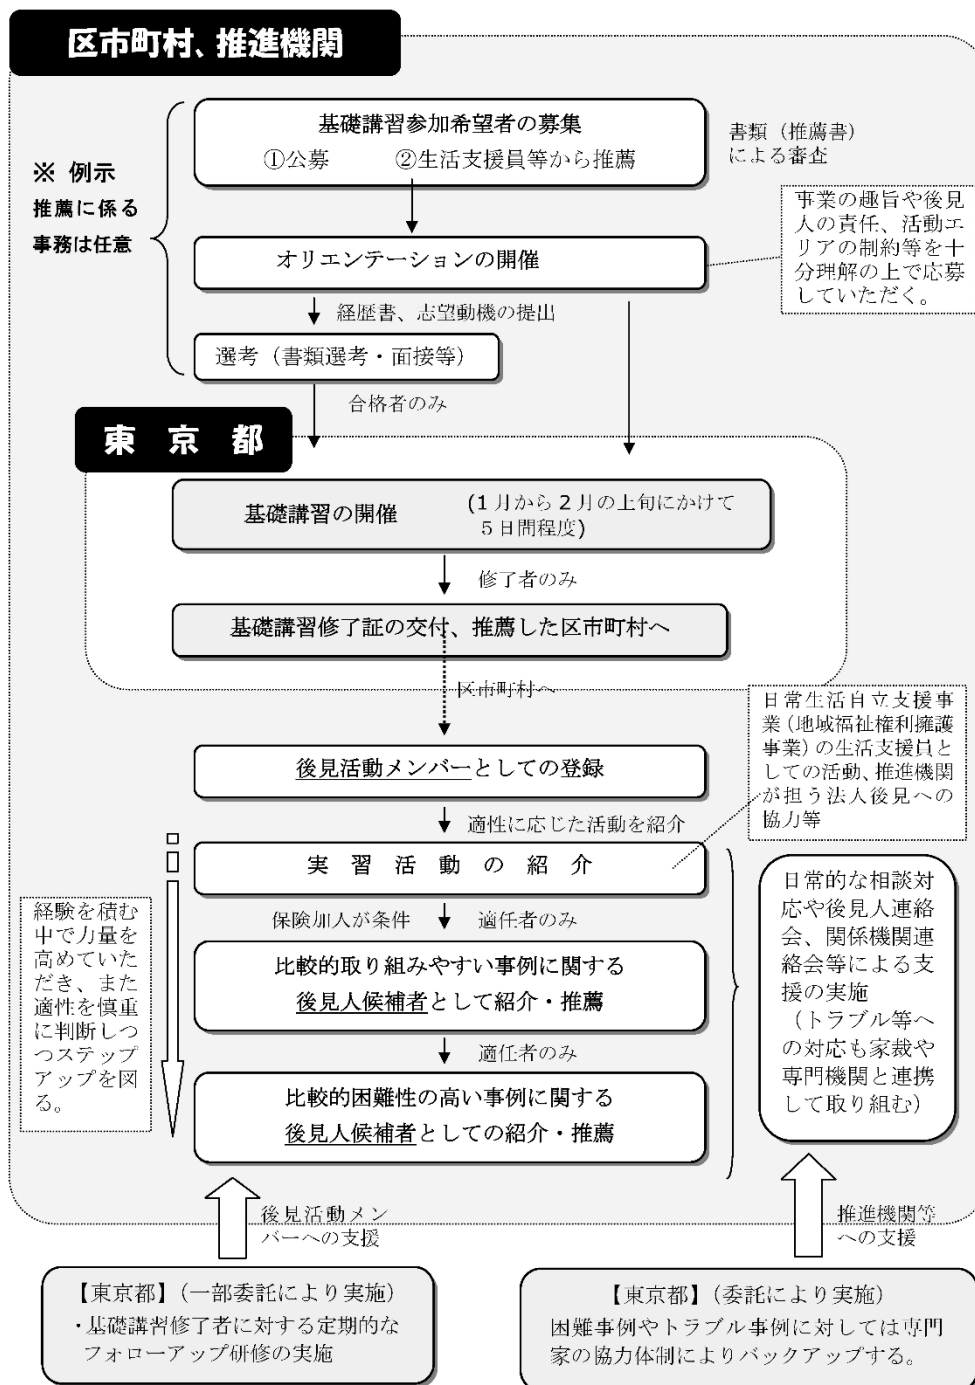 区市町村、推進機関
基礎講習参加希望者の募集
①公募 ②生活支援員等から推薦
書類（推薦書）
による審査
※ 例示
推薦に係る
事務は任意
事業の趣旨や後見
人の責任、活動エ
リアの制約等を十
分理解の上で応募
していただく。
オリエンテーションの開催
経歴書、志望動機の提出
選考（書類選考・面接等）
合格者のみ
東 京 都
基礎講習の開催
(1月から2月の上旬にかけて
5日間程度)
修了者のみ
基礎講習修了証の交付、推薦した区市町村へ
区市町村へ
日常生活自立支援事
業（地域福祉権利擁護
事業）の生活支援員と
しての活動、推進機関
が担う法人後見への
協力等
後見活動メンバーとしての登録
適性に応じた活動を紹介
実 習 活 動 の 紹 介
保険加入が条件 適任者のみ
比較的取り組みやすい事例に関する
後見人候補者として紹介・推薦
適任者のみ
比較的困難性の高い事例に関する
後見人候補者としての紹介・推薦
経験を積む
中で力量を
高めていた
だき、また
適性を慎重
に判断しつ
つステップ
アップを図
る。
日常的な相談対
応や後見人連絡
会、関係機関連
絡会等による支
援の実施
（トラブル等へ
の対応も家裁や
専門機関と連携
して取り組む）
後見活動メン
バーへの支援
推進機関等
への支援
【東京都】（一部委託により実施）
・基礎講習修了者に対する定期的な
フォローアップ研修の実施
【東京都】（委託により実施）
困難事例やトラブル事例に対しては専門
家の協力体制によりバックアップする。